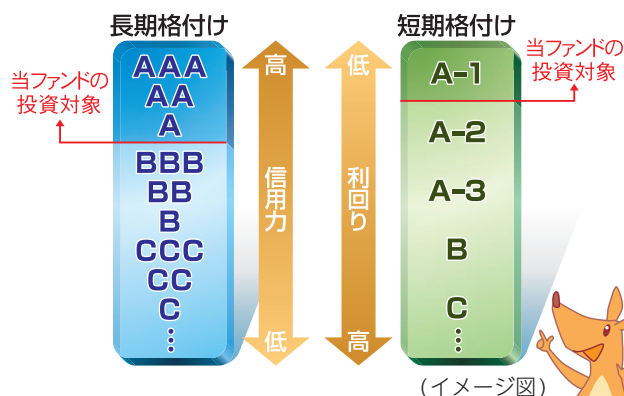 長期格付け
短期格付け
当ファンドの
投資対象
AAA
AA
A
BBB
BB
B
CCC
CC
C
⋮
高
信用力
低
低
利回り
高
A-1
A-2
A-3
B
C
⋮
当ファンドの
投資対象
(イメージ図)